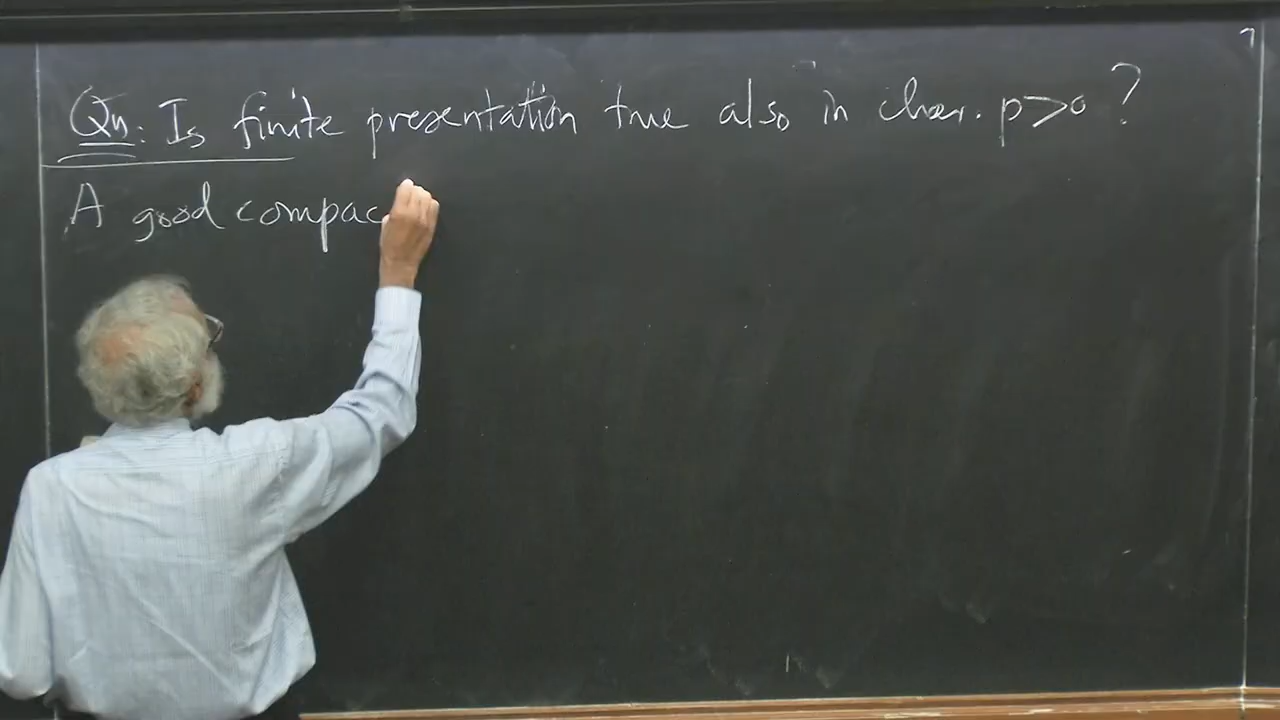 Qn: Is finite presentation true also in char. p>0 ?
A good compac